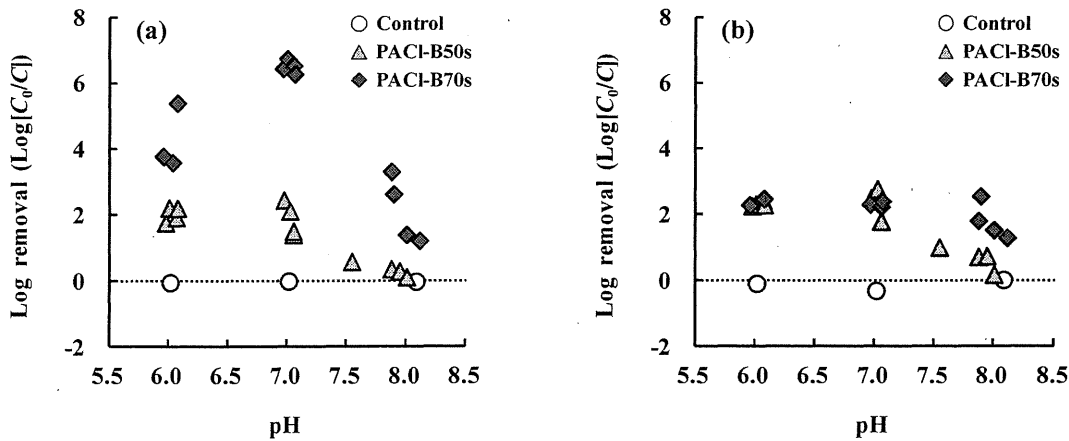 (a)
Control
PACl-B50s
PACl-B70s
8
6
4
2
0
-2
5.5 6.0 6.5 7.0 7.5 8.0 8.5
pH
Log removal (Log[C₀/C])
(b)
Control
PACl-B50s
PACl-B70s
8
6
4
2
0
-2
5.5 6.0 6.5 7.0 7.5 8.0 8.5
pH
Log removal (Log[C₀/C])